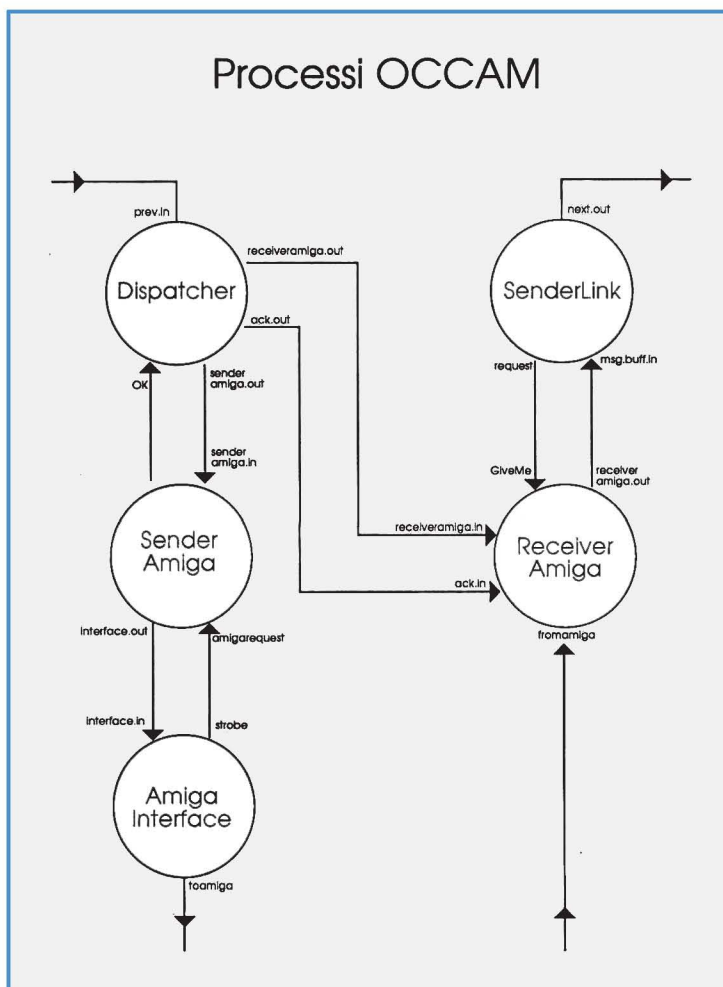 Processi OCCAM
prev.in
next.out
receiveramiga.out
Dispatcher
SenderLink
ack.out
OK
sender
amiga.out
request
msg.buff.in
sender
amiga.in
GiveMe
receiver
amiga.out
Sender
Amiga
receiveramiga.in
Receiver
Amiga
ack.in
interface.out
amigarequest
fromamiga
interface.in
strobe
Amiga
Interface
toamiga